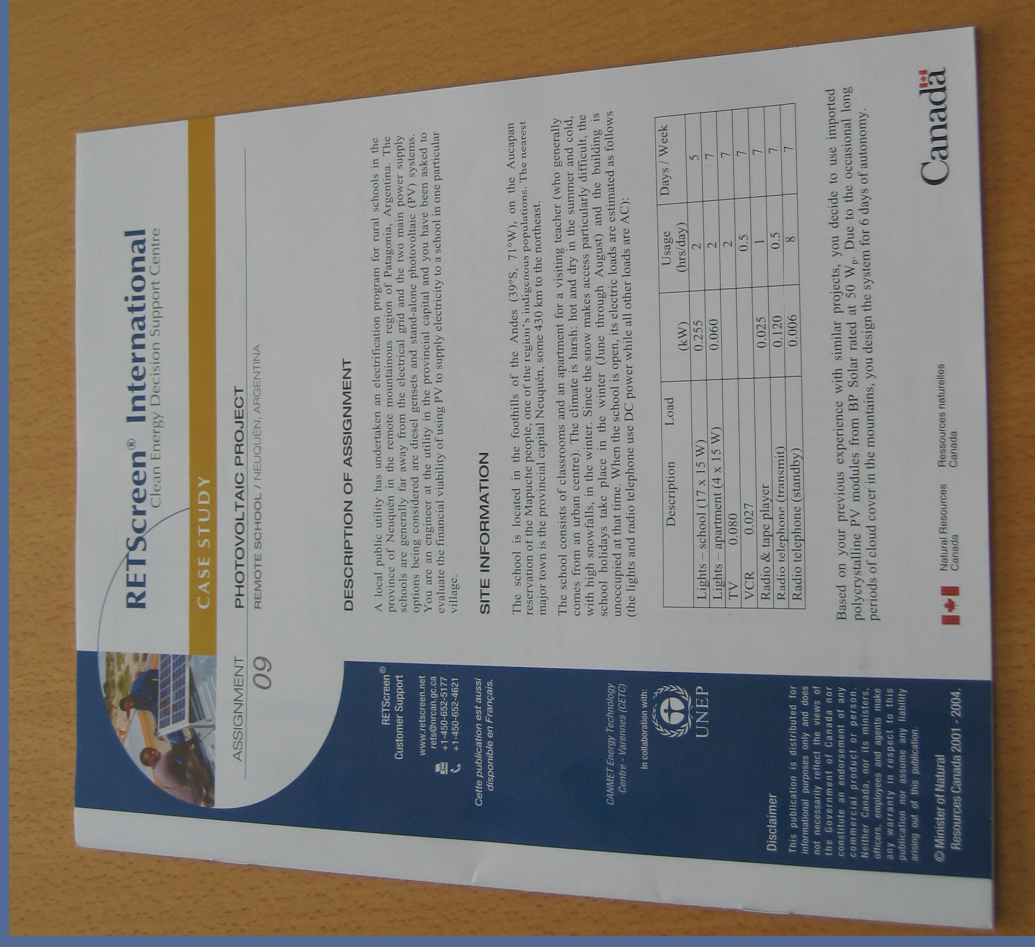 RETScreen® International
Clean Energy Decision Support Centre
CASE STUDY
ASSIGNMENT
09
PHOTOVOLTAIC PROJECT
REMOTE SCHOOL / NEUQUÉN, ARGENTINA
RETScreen®
Customer Support
www.retscreen.net
rets@nrcan.gc.ca
+1-450-652-5177
+1-450-652-4621
Cette publication est aussi
disponible en Français.
CANMET Energy Technology
Centre - Varennes (CETC)
In collaboration with:
UNEP
Disclaimer
This publication is distributed for
informational purposes only and does
not necessarily reflect the views of
the Government of Canada nor
constitute an endorsement of any
commercial product or person.
Neither Canada, nor its ministers,
officers, employees and agents make
any warranty in respect to this
publication nor assume any liability
arising out of this publication.
© Minister of Natural
Resources Canada 2001 - 2004.
DESCRIPTION OF ASSIGNMENT
A local public utility has undertaken an electrification program for rural schools in the
province of Neuquén in the remote mountainous region of Patagonia, Argentina. The
schools are generally far away from the electrical grid and the two main power supply
options being considered are diesel gensets and stand-alone photovoltaic (PV) systems.
You are an engineer at the utility in the provincial capital and you have been asked to
evaluate the financial viability of using PV to supply electricity to a school in one particular
village.
SITE INFORMATION
The school is located in the foothills of the Andes (39°S, 71°W), on the Aucapan
reservation of the Mapuche people, one of the region's indigenous populations. The nearest
major town is the provincial capital Neuquén, some 430 km to the northeast.
The school consists of classrooms and an apartment for a visiting teacher (who generally
comes from an urban centre). The climate is harsh: hot and dry in the summer and cold,
with high snowfalls, in the winter. Since the snow makes access particularly difficult, the
school holidays take place in the winter (June through August) and the building is
unoccupied at that time. When the school is open, its electric loads are estimated as follows
(the lights and radio telephone use DC power while all other loads are AC):
Description Load Usage Days / Week
(kW) (hrs/day)
Lights – school (17 x 15 W) 0.255 2 5
Lights – apartment (4 x 15 W) 0.060 2 7
TV 0.080 2 7
VCR 0.027 0.5 7
Radio & tape player 0.025 1 7
Radio telephone (transmit) 0.120 0.5 7
Radio telephone (standby) 0.006 8 7
Based on your previous experience with similar projects, you decide to use imported
polycrystalline PV modules from BP Solar rated at 50 Wp. Due to the occasional long
periods of cloud cover in the mountains, you design the system for 6 days of autonomy.
Natural Resources Ressources naturelles
Canada Canada
Canada